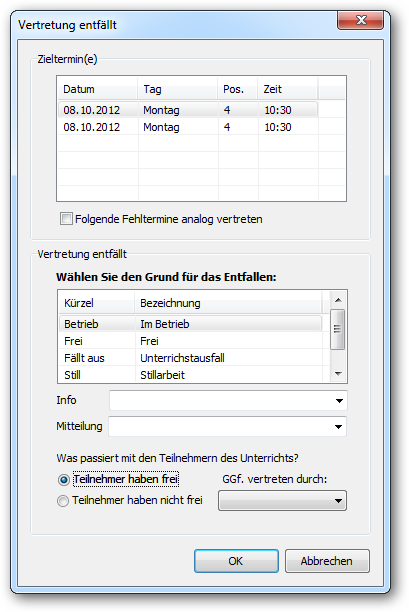 Vertretung entfällt
Zieltermin(e)
Datum Tag Pos. Zeit
08.10.2012 Montag 4 10:30
08.10.2012 Montag 4 10:30
Folgende Fehltermine analog vertreten
Vertretung entfällt
Wählen Sie den Grund für das Entfallen:
Kürzel Bezeichnung
Betrieb Im Betrieb
Frei Frei
Fällt aus Unterrichstausfall
Still Stillarbeit
Info
Mitteilung
Was passiert mit den Teilnehmern des Unterrichts?
Teilnehmer haben frei GGf. vertreten durch:
Teilnehmer haben nicht frei
OK Abbrechen